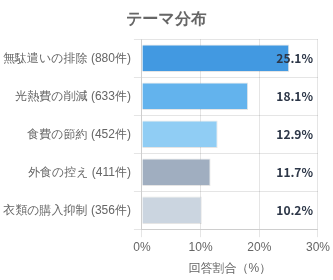 テーマ分布
無駄遣いの排除 (880件) 25.1%
光熱費の削減 (633件) 18.1%
食費の節約 (452件) 12.9%
外食の控え (411件) 11.7%
衣類の購入抑制 (356件) 10.2%
0% 10% 20% 30%
回答割合（%）